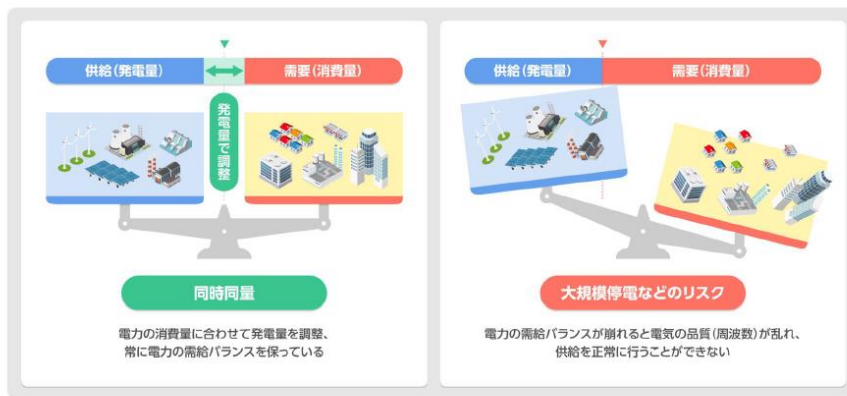 供給(発電量)
需要(消費量)
発電量で調整
同時同量
電力の消費量に合わせて発電量を調整、
常に電力の需給バランスを保っている
供給(発電量)
需要(消費量)
大規模停電などのリスク
電力の需給バランスが崩れると電気の品質(周波数)が乱れ、
供給を正常に行うことができない